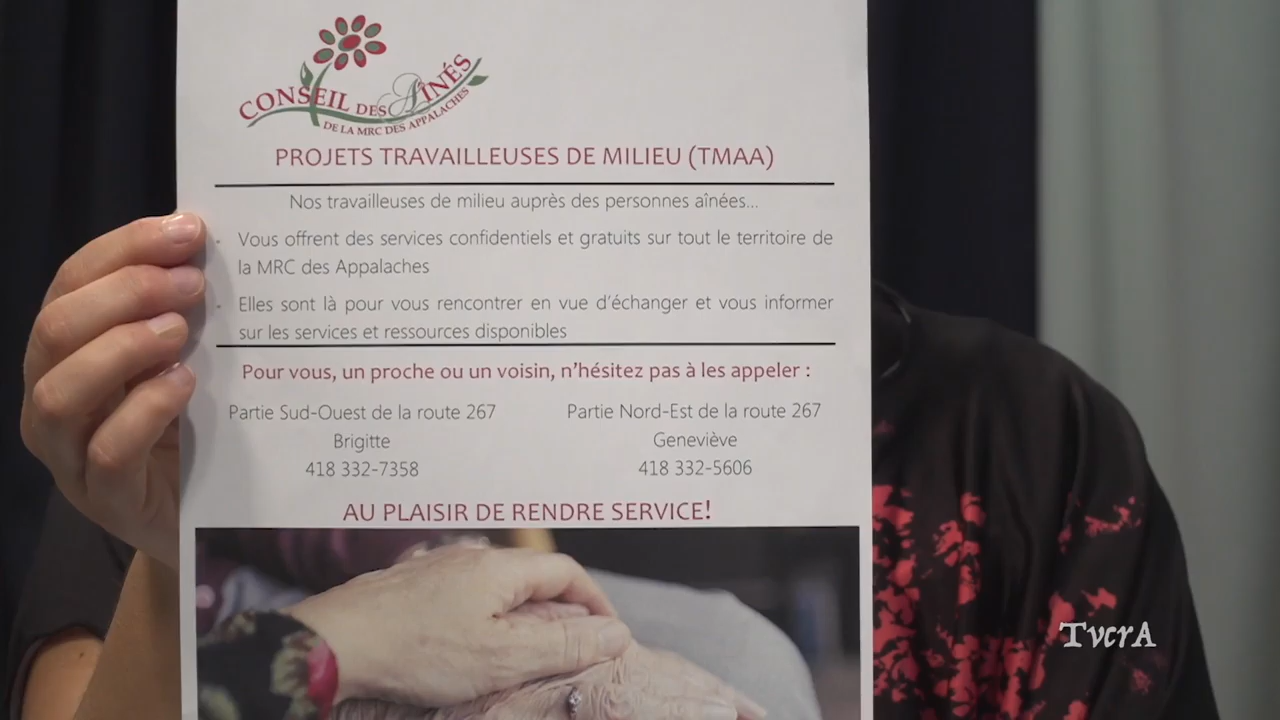 CONSEIL DES AÎNÉS
DE LA MRC DES APPALACHES
PROJETS TRAVAILLEUSES DE MILIEU (TMAA)
Nos travailleuses de milieu auprès des personnes aînées...
- Vous offrent des services confidentiels et gratuits sur tout le territoire de
la MRC des Appalaches
- Elles sont là pour vous rencontrer en vue d'échanger et vous informer
sur les services et ressources disponibles
Pour vous, un proche ou un voisin, n'hésitez pas à les appeler :
Partie Sud-Ouest de la route 267
Brigitte
418 332-7358
Partie Nord-Est de la route 267
Geneviève
418 332-5606
AU PLAISIR DE RENDRE SERVICE!
TvcrA